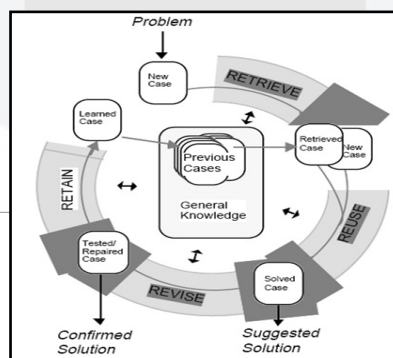 Problem
New
Case
RETRIEVE
Learned
Case
Retrieved
Case
New
Case
Previous
Cases
General
Knowledge
RETAIN
REUSE
Tested/
Repaired
Case
REVISE
Solved
Case
Confirmed
Solution
Suggested
Solution